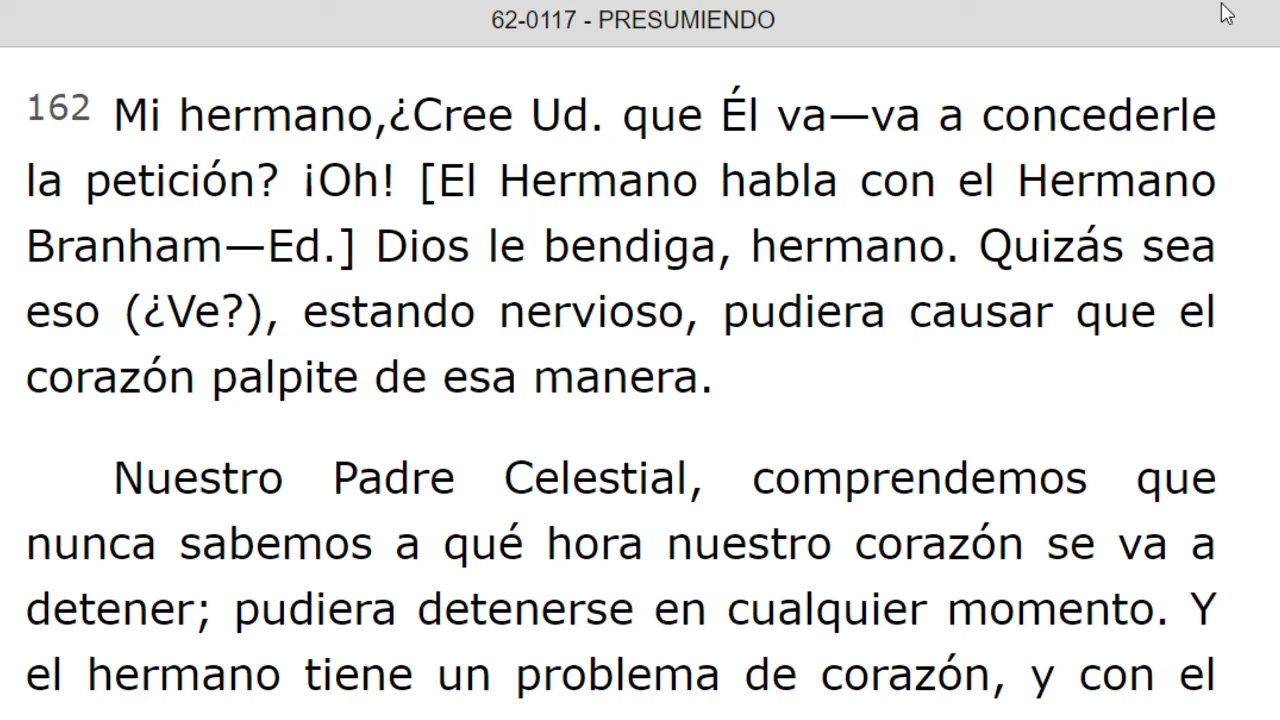 62-0117 - PRESUMIENDO
162 Mi hermano,¿Cree Ud. que Él va—va a concederle
la petición? ¡Oh! [El Hermano habla con el Hermano
Branham—Ed.] Dios le bendiga, hermano. Quizás sea
eso (¿Ve?), estando nervioso, pudiera causar que el
corazón palpite de esa manera.
Nuestro Padre Celestial, comprendemos que
nunca sabemos a qué hora nuestro corazón se va a
detener; pudiera detenerse en cualquier momento. Y
el hermano tiene un problema de corazón, y con el